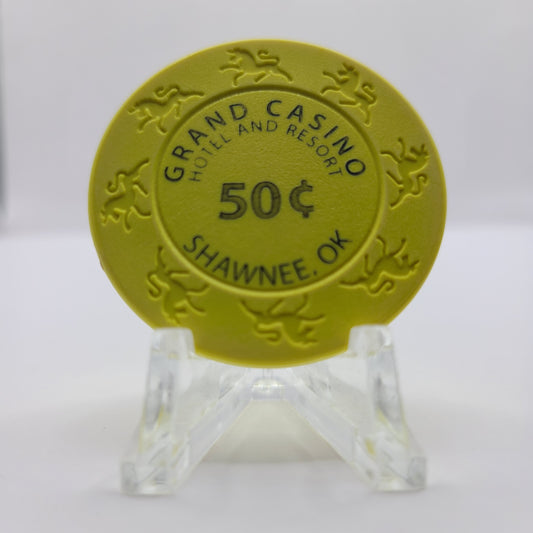 GRAND CASINO
HOTEL AND RESORT
50¢
SHAWNEE, OK